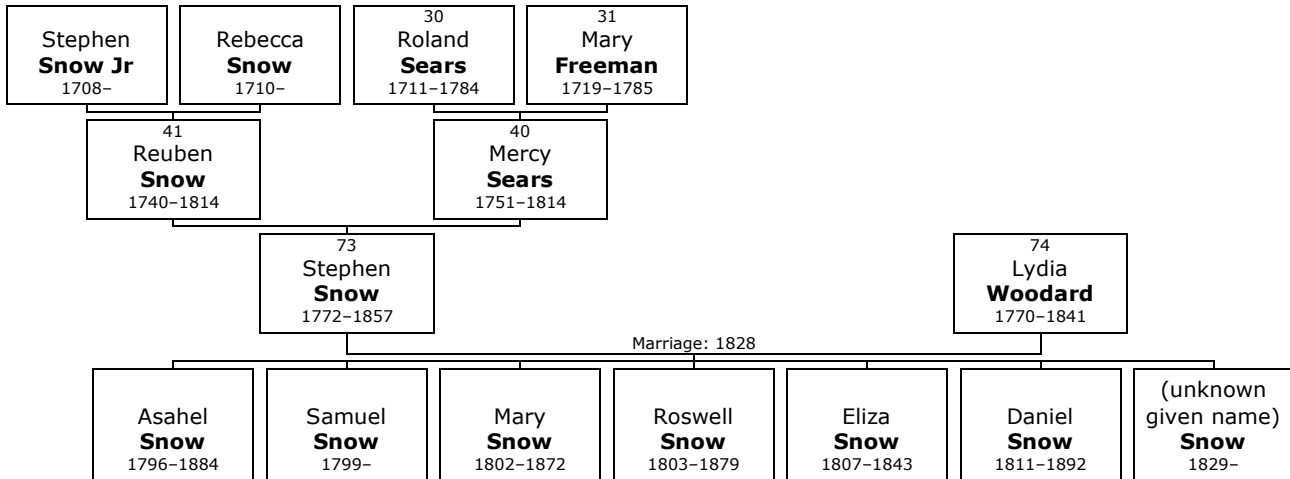 Stephen
Snow Jr
1708–
Rebecca
Snow
1710–
30
Roland
Sears
1711–1784
31
Mary
Freeman
1719–1785
41
Reuben
Snow
1740–1814
40
Mercy
Sears
1751–1814
73
Stephen
Snow
1772–1857
74
Lydia
Woodard
1770–1841
Marriage: 1828
Asahel
Snow
1796–1884
Samuel
Snow
1799–
Mary
Snow
1802–1872
Roswell
Snow
1803–1879
Eliza
Snow
1807–1843
Daniel
Snow
1811–1892
(unknown
given name)
Snow
1829–